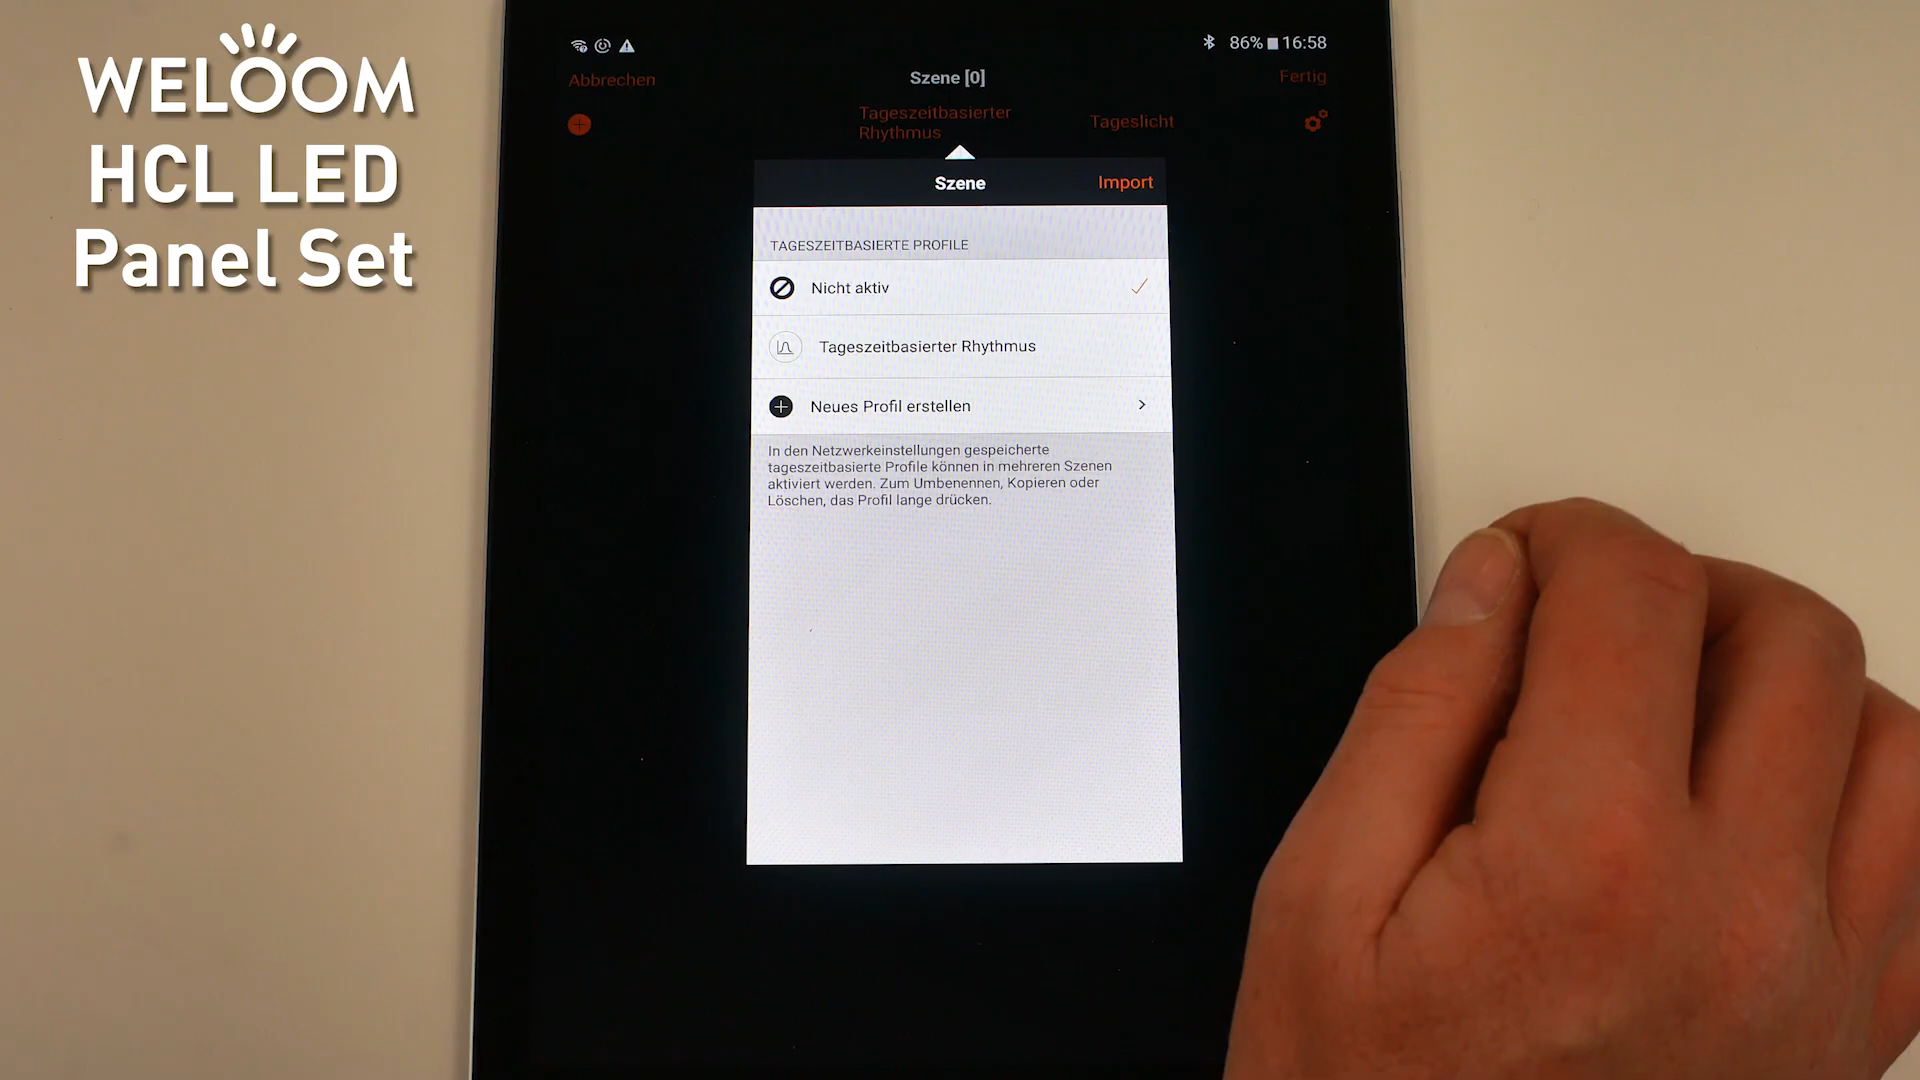 WELOOM
HCL LED
Panel Set
86% 16:58
Abbrechen
Szene [0]
Fertig
Tageszeitbasierter
Rhythmus
Tageslicht
Szene
Import
TAGESZEITBASIERTE PROFILE
Nicht aktiv
Tageszeitbasierter Rhythmus
Neues Profil erstellen
In den Netzwerkeinstellungen gespeicherte
tageszeitbasierte Profile können in mehreren Szenen
aktiviert werden. Zum Umbenennen, Kopieren oder
Löschen, das Profil lange drücken.